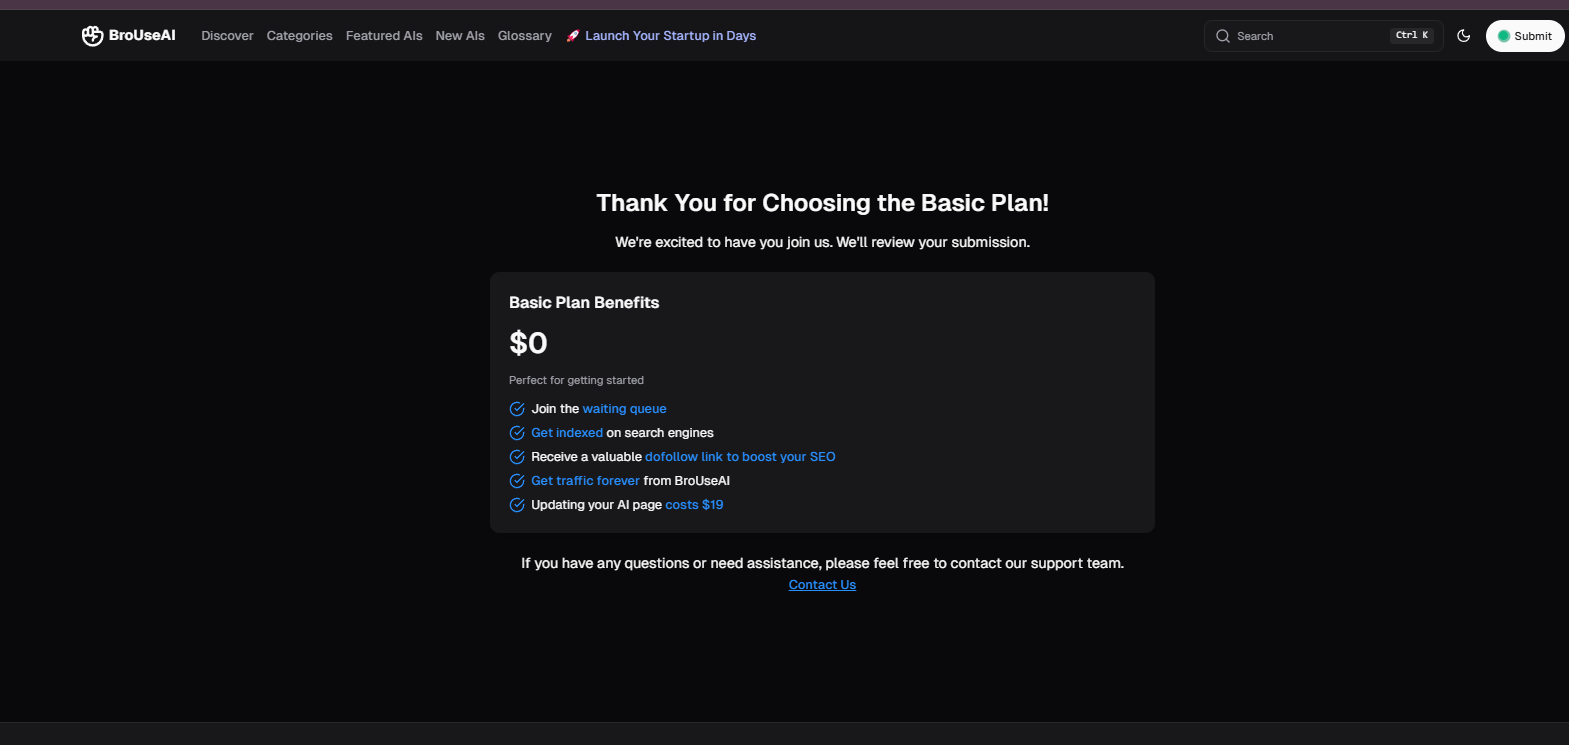 BroUseAI Discover Categories Featured AIs New AIs Glossary 🚀 Launch Your Startup in Days Search Ctrl K Submit
Thank You for Choosing the Basic Plan!
We're excited to have you join us. We'll review your submission.
Basic Plan Benefits
$0
Perfect for getting started
Join the waiting queue
Get indexed on search engines
Receive a valuable dofollow link to boost your SEO
Get traffic forever from BroUseAI
Updating your AI page costs $19
If you have any questions or need assistance, please feel free to contact our support team.
Contact Us